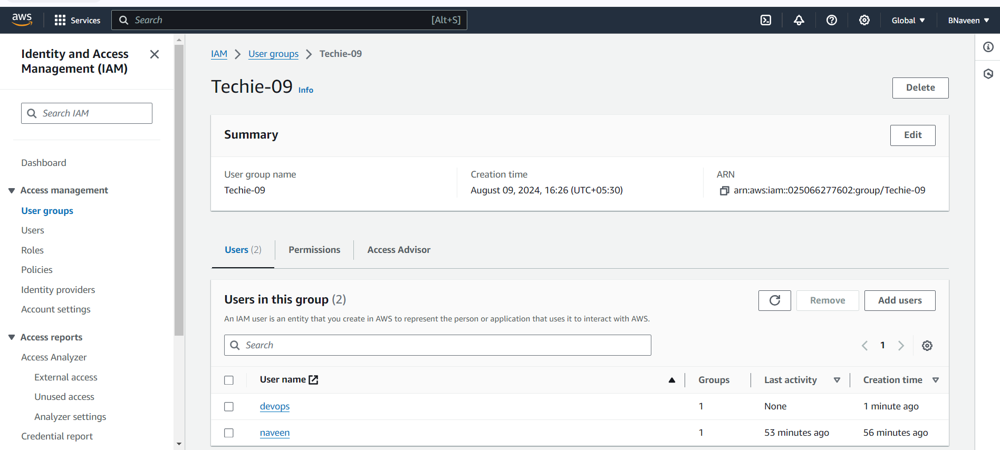 aws
Services
Search [Alt+S]
Global
BNaveen
Identity and Access
Management (IAM)
Search IAM
Dashboard
Access management
User groups
Users
Roles
Policies
Identity providers
Account settings
Access reports
Access Analyzer
External access
Unused access
Analyzer settings
Credential report
IAM > User groups > Techie-09
Techie-09 Info
Delete
Summary
Edit
User group name
Techie-09
Creation time
August 09, 2024, 16:26 (UTC+05:30)
ARN
arn:aws:iam::025066277602:group/Techie-09
Users (2)
Permissions
Access Advisor
Users in this group (2)
Remove
Add users
An IAM user is an entity that you create in AWS to represent the person or application that uses it to interact with AWS.
Search
1
User name Groups Last activity Creation time
devops 1 None 1 minute ago
naveen 1 53 minutes ago 56 minutes ago